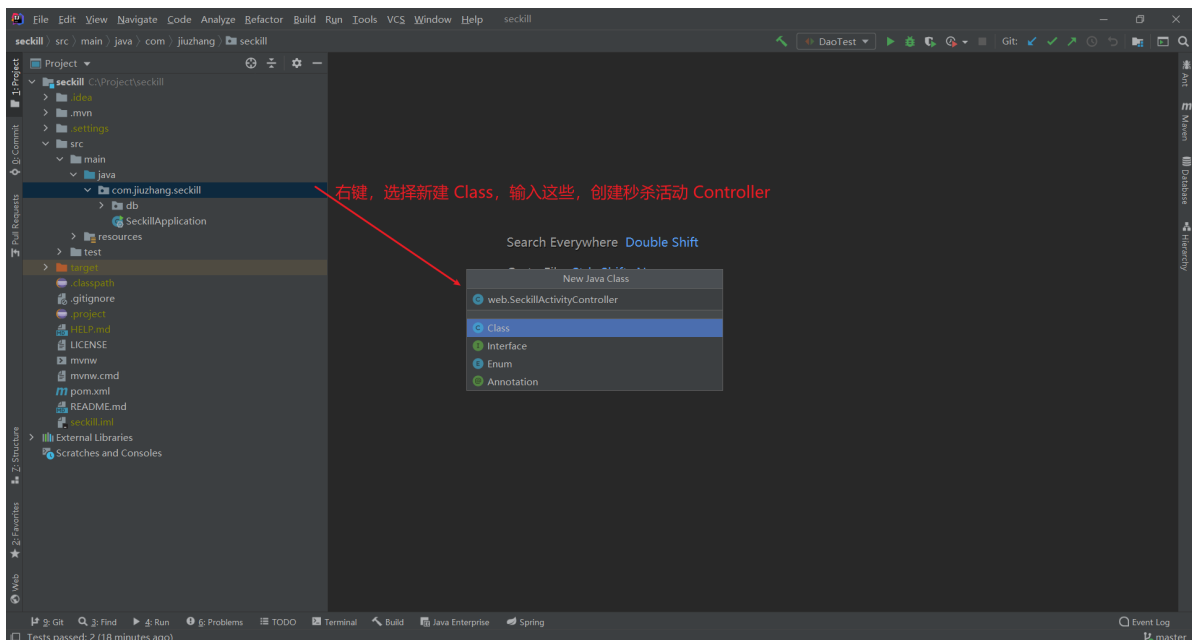 File Edit View Navigate Code Analyze Refactor Build Run Tools VCS Window Help seckill
seckill src main java com jiuzhang seckill
DaoTest Git:
Project
seckill C:\Project\seckill
.idea
.mvn
.settings
src
main
java
com.jiuzhang.seckill
db
SeckillApplication
resources
test
target
.classpath
.gitignore
.project
HELP.md
LICENSE
mvnw
mvnw.cmd
pom.xml
README.md
seckill.iml
External Libraries
Scratches and Consoles
1: Project
0: Commit
Pull Requests
Z: Structure
2: Favorites
Web
右键，选择新建 Class，输入这些，创建秒杀活动 Controller
Search Everywhere Double Shift
New Java Class
web.SeckillActivityController
Class
Interface
Enum
Annotation
Ant
Maven
Database
Hierarchy
9: Git 3: Find 4: Run 6: Problems TODO Terminal Build Java Enterprise Spring Event Log
Tests passed: 2 (18 minutes ago) master